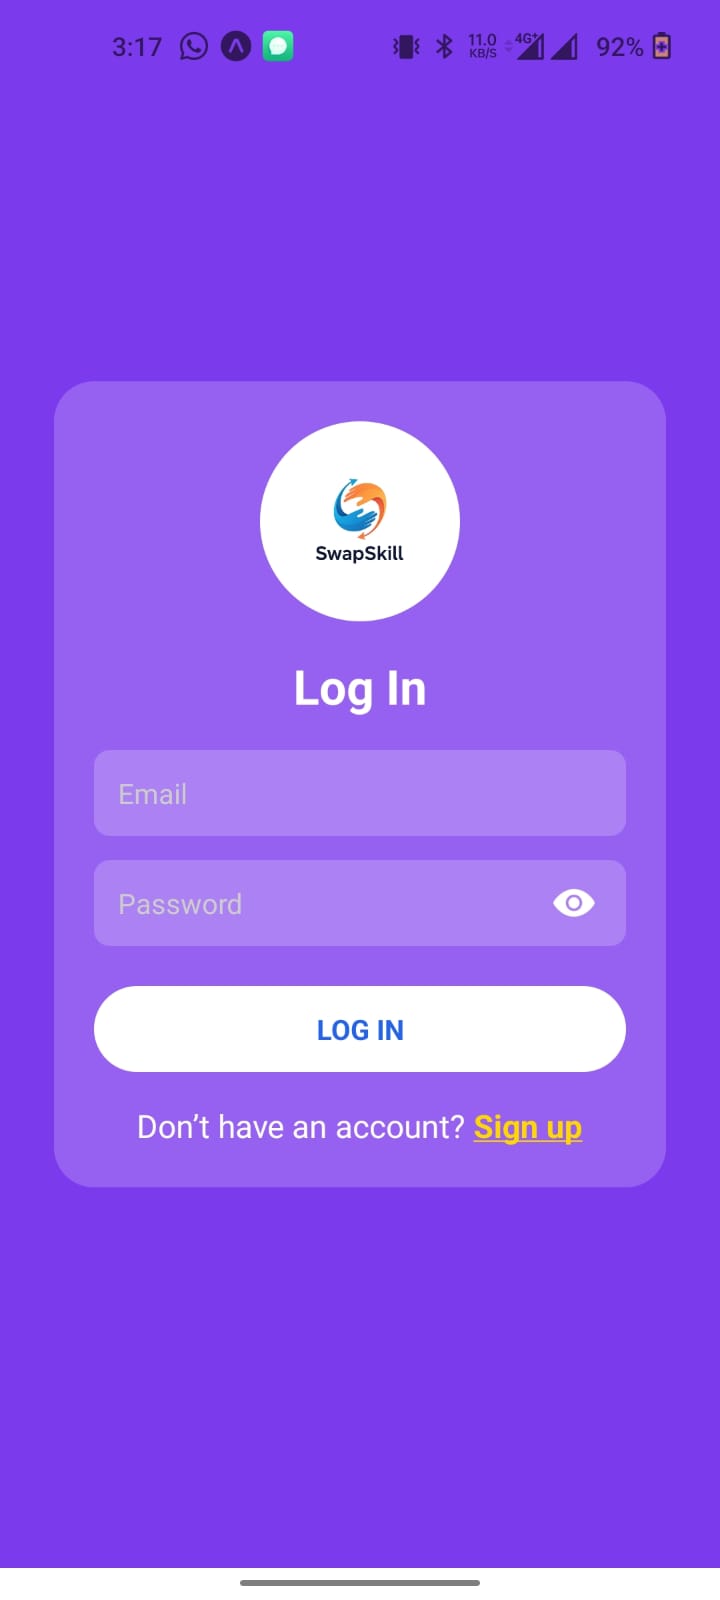 3:17 11.0 KB/S 4G+ 92%
SwapSkill
Log In
Email
Password
LOG IN
Don’t have an account? Sign up